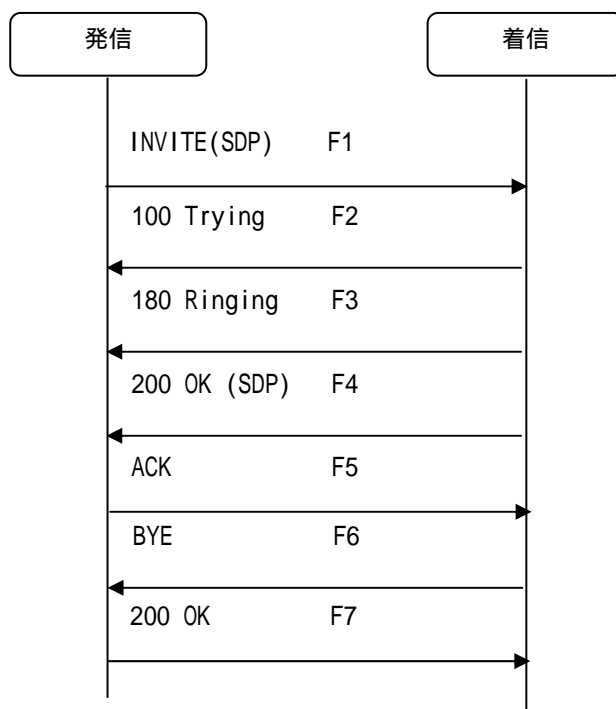 発信 着信
INVITE(SDP) F1
100 Trying F2
180 Ringing F3
200 OK (SDP) F4
ACK F5
BYE F6
200 OK F7